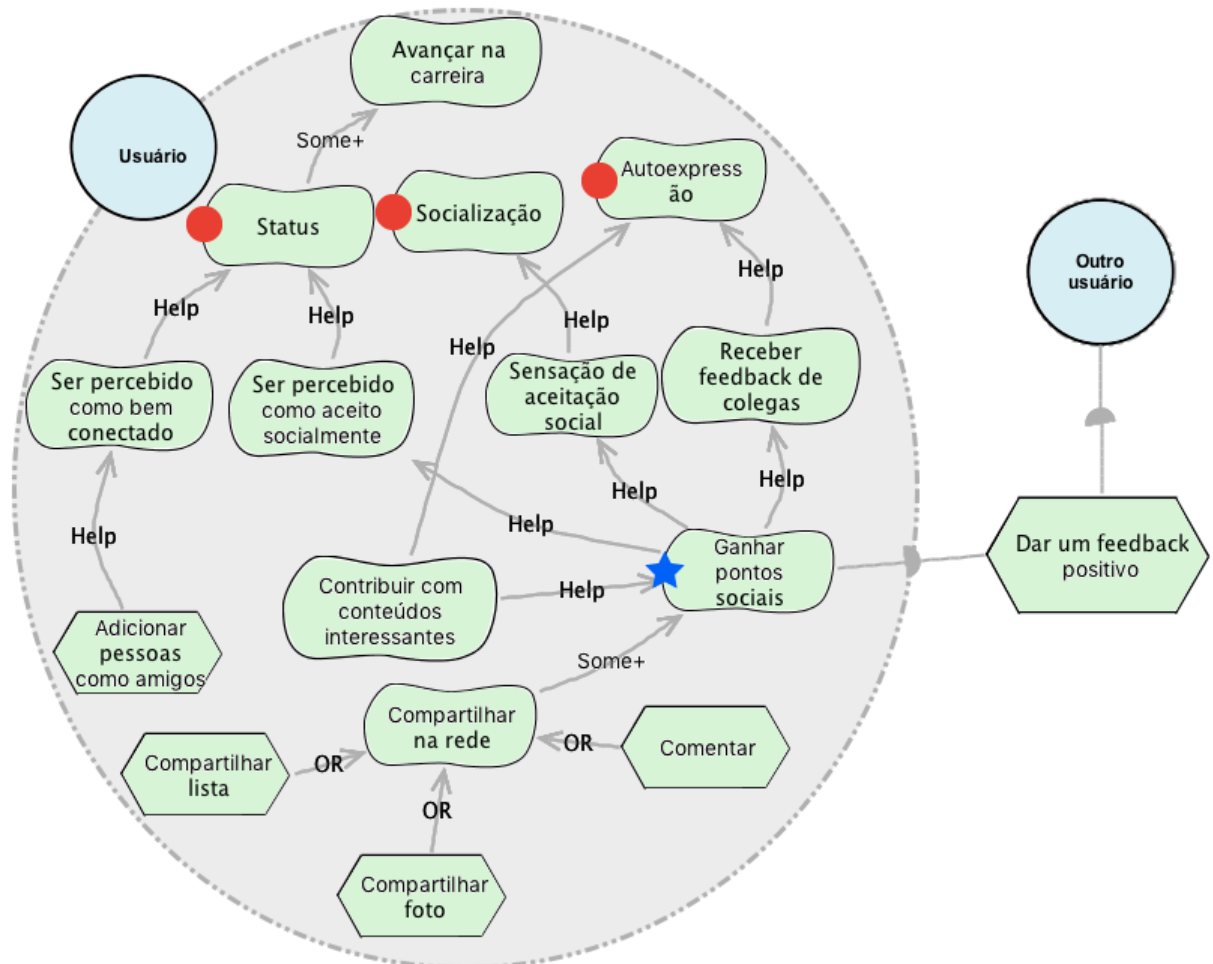 Avançar na
carreira
Some+
Usuário
Status
Socialização
Autoexpress
ão
Outro
usuário
Help
Help
Help
Help
Help
Ser percebido
como bem
conectado
Ser percebido
como aceito
socialmente
Sensação de
aceitação
social
Receber
feedback de
colegas
Help
Help
Help
Help
Contribuir com
conteúdos
interessantes
Help
Ganhar
pontos
sociais
Dar um feedback
positivo
Adicionar
pessoas
como amigos
Some+
Compartilhar
na rede
Compartilhar
lista
OR
OR
Comentar
OR
Compartilhar
foto